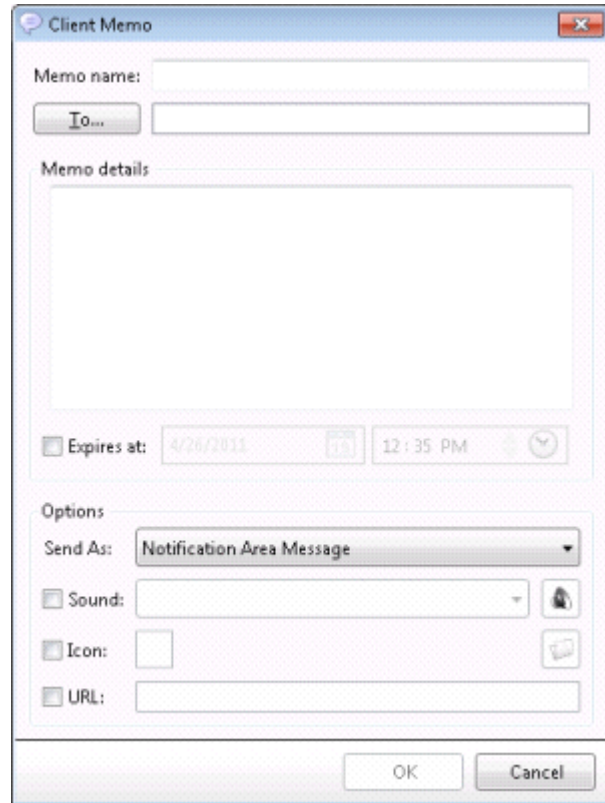 Client Memo
Memo name:
To...
Memo details
Expires at: 4/26/2011 15 12 : 35 PM
Options
Send As: Notification Area Message
Sound:
Icon:
URL:
OK Cancel